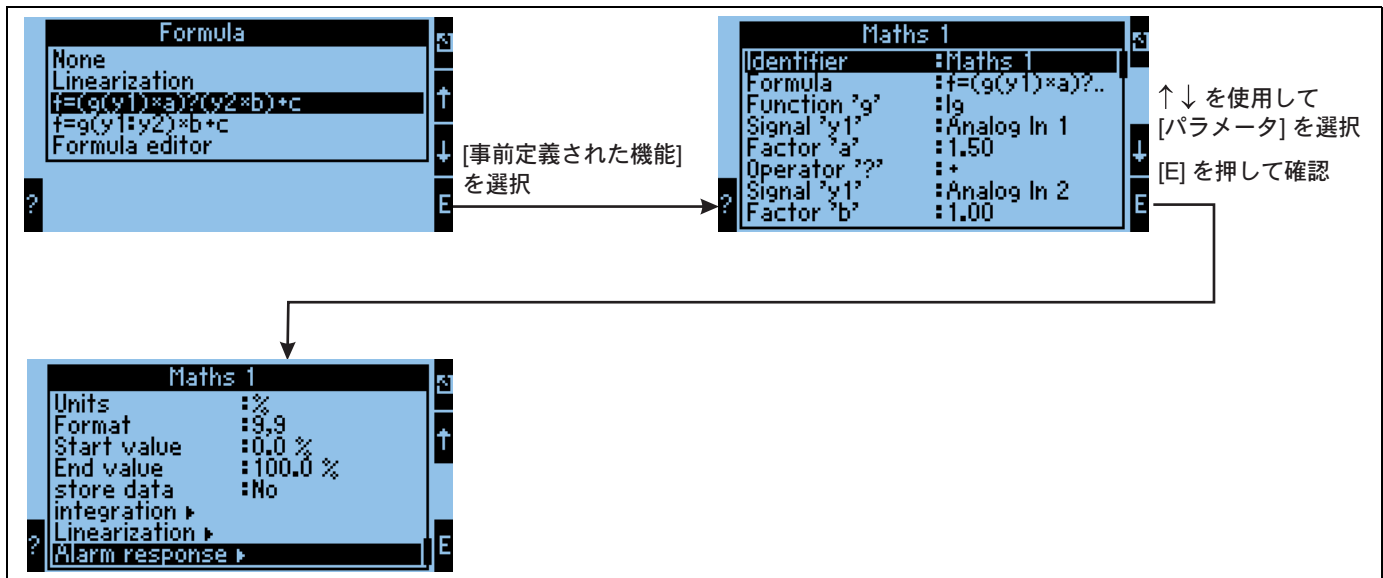 Formula
None
Linearization
f=(g(y1)×a)?(y2×b)+c
f=g(y1:y2)×b+c
Formula editor
↑
↓
?
E
[事前定義された機能]
を選択
Maths 1
Identifier :Maths 1
Formula :f=(g(y1)×a)?..
Function 'g' :lg
Signal 'y1' :Analog In 1
Factor 'a' :1.50
Operator '?' :+
Signal 'y1' :Analog In 2
Factor 'b' :1.00
↓
?
E
↑↓ を使用して
[パラメータ] を選択
[E] を押して確認
Maths 1
Units :%
Format :9,9
Start value :0.0 %
End value :100.0 %
store data :No
integration ▸
Linearization ▸
Alarm response ▸
↑
?
E